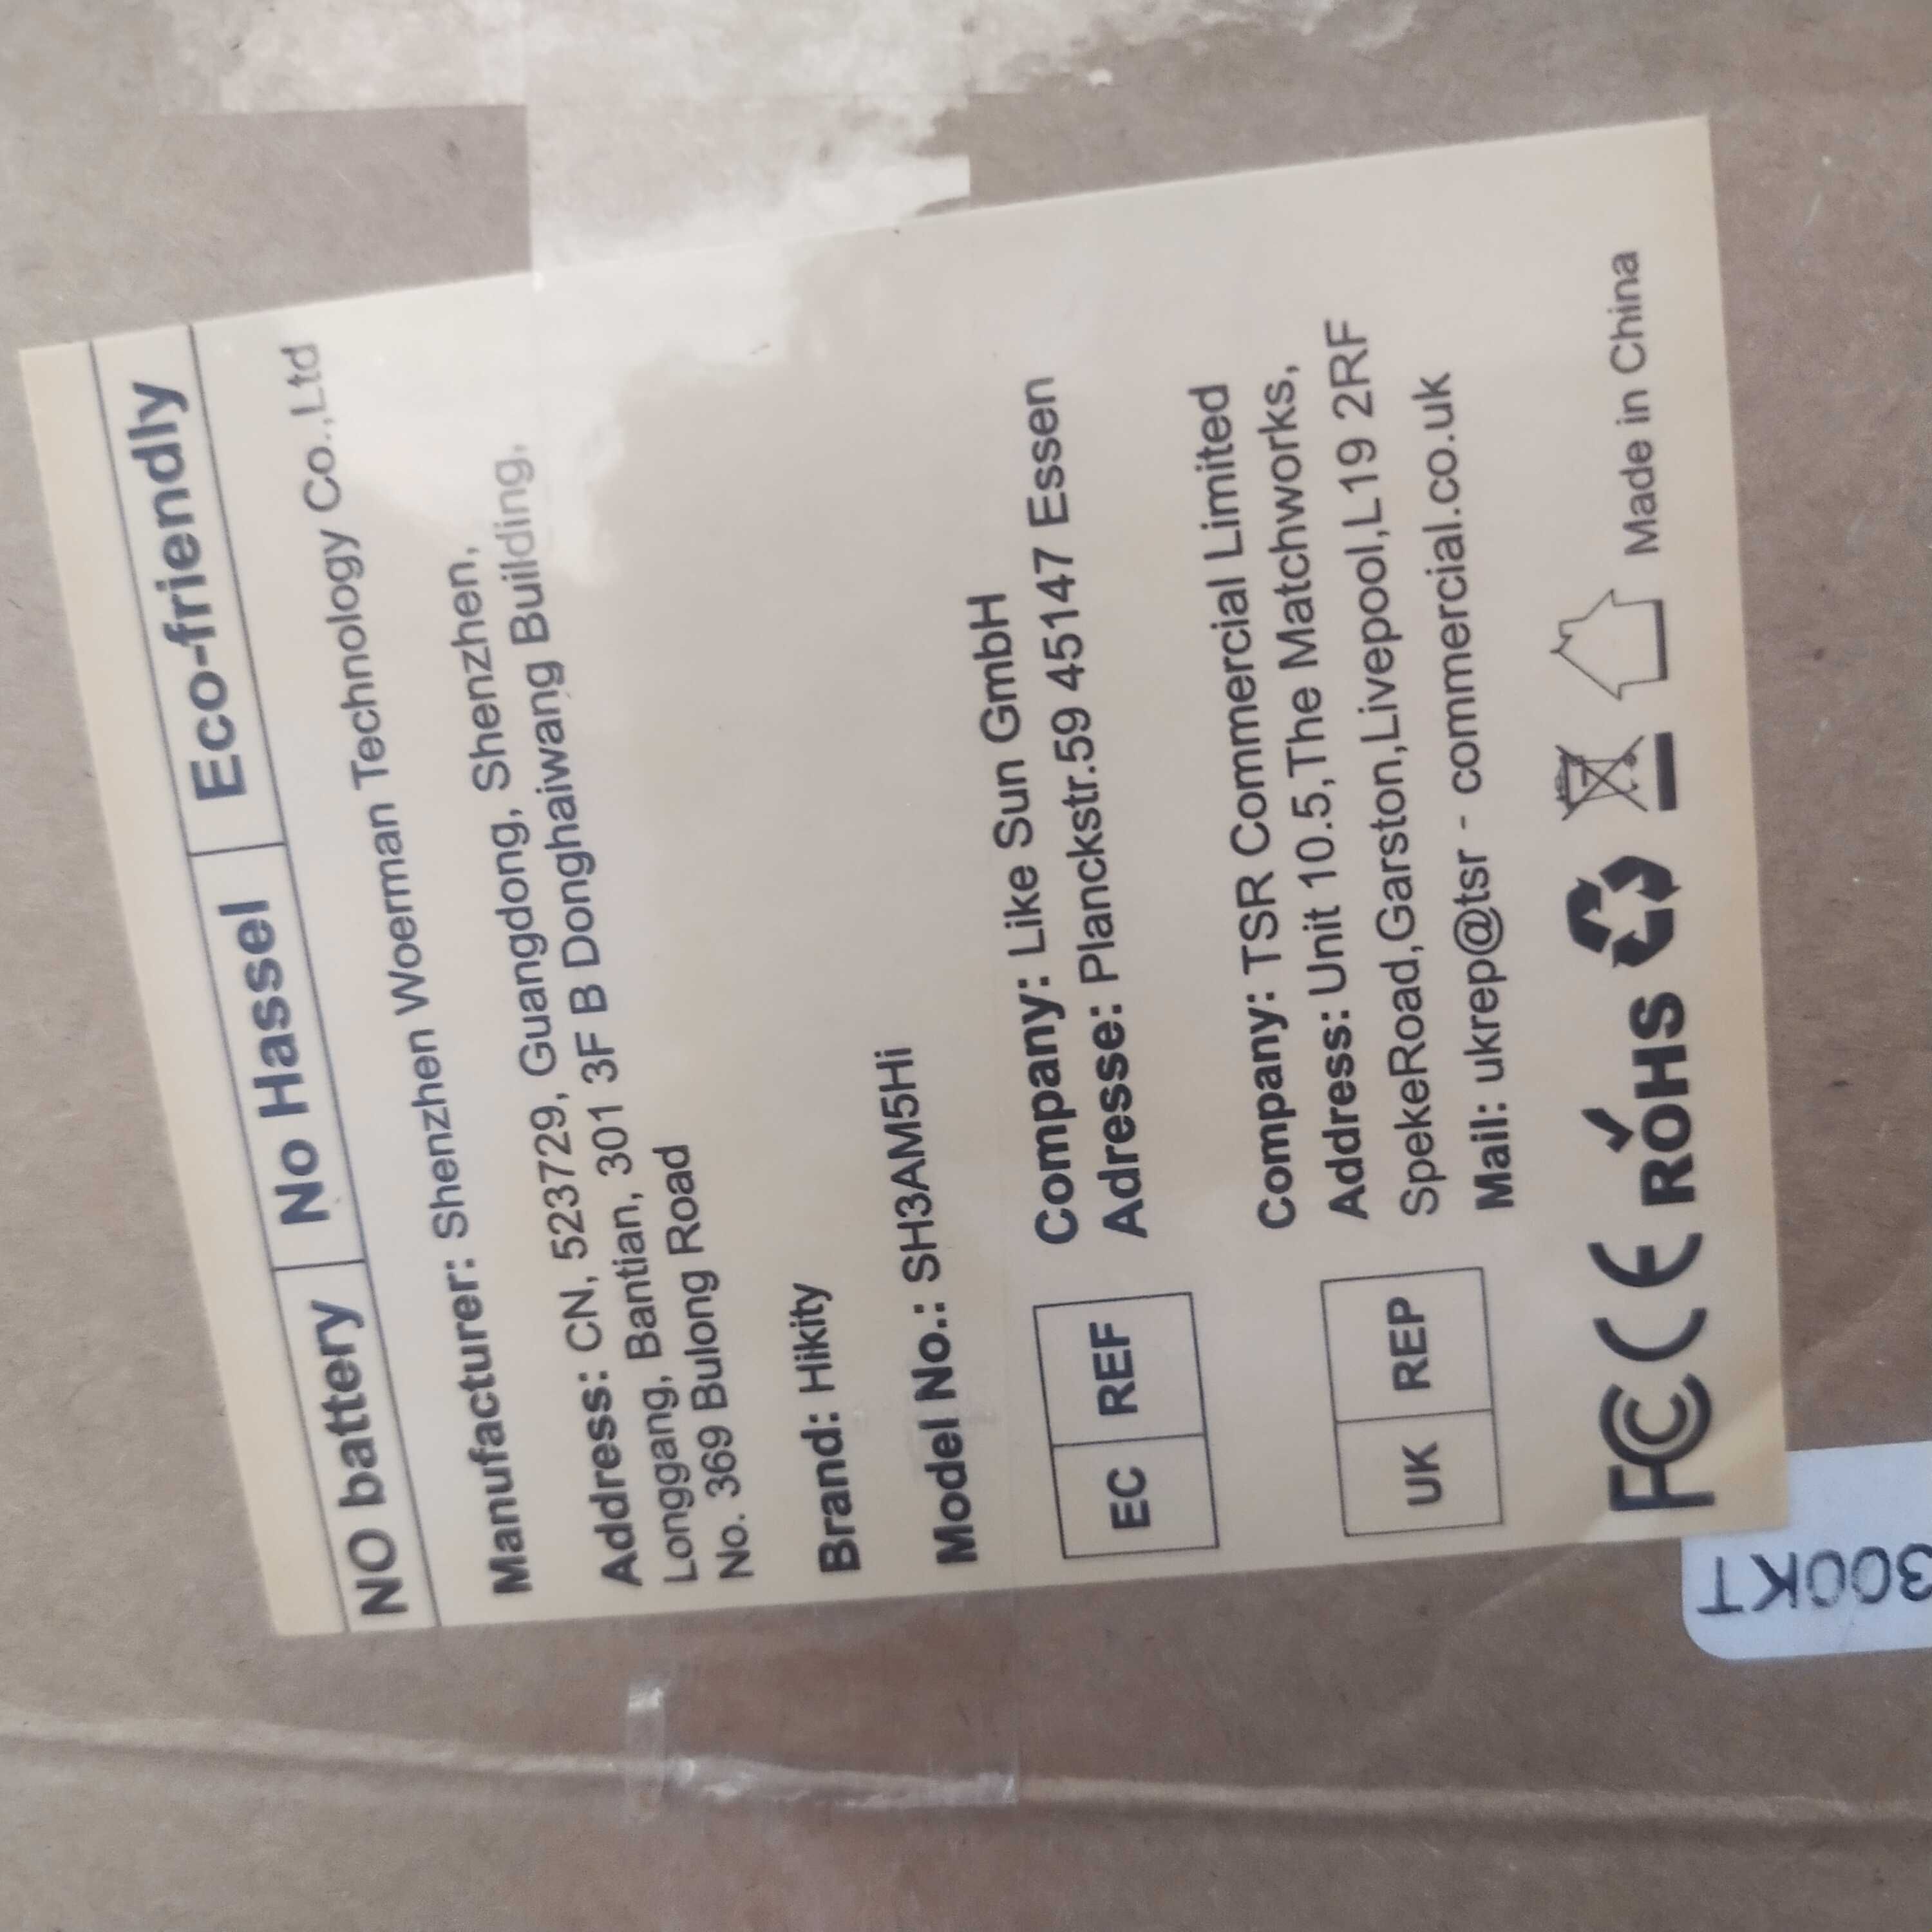 NO battery No Hassel Eco-friendly
Manufacturer: Shenzhen Woerman Technology Co.,Ltd
Address: CN, 523729, Guangdong, Shenzhen,
Longgang, Bantian, 301 3F B Donghaiwang Building,
No. 369 Bulong Road
Brand: Hikity
Model No.: SH3AM5Hi
EC REF
Company: Like Sun GmbH
Adresse: Planckstr.59 45147 Essen
UK REP
Company: TSR Commercial Limited
Address: Unit 10.5,The Matchworks,
SpekeRoad,Garston,Livepool,L19 2RF
Mail: ukrep@tsr - commercial.co.uk
FC CE ROHS Made in China
300KT